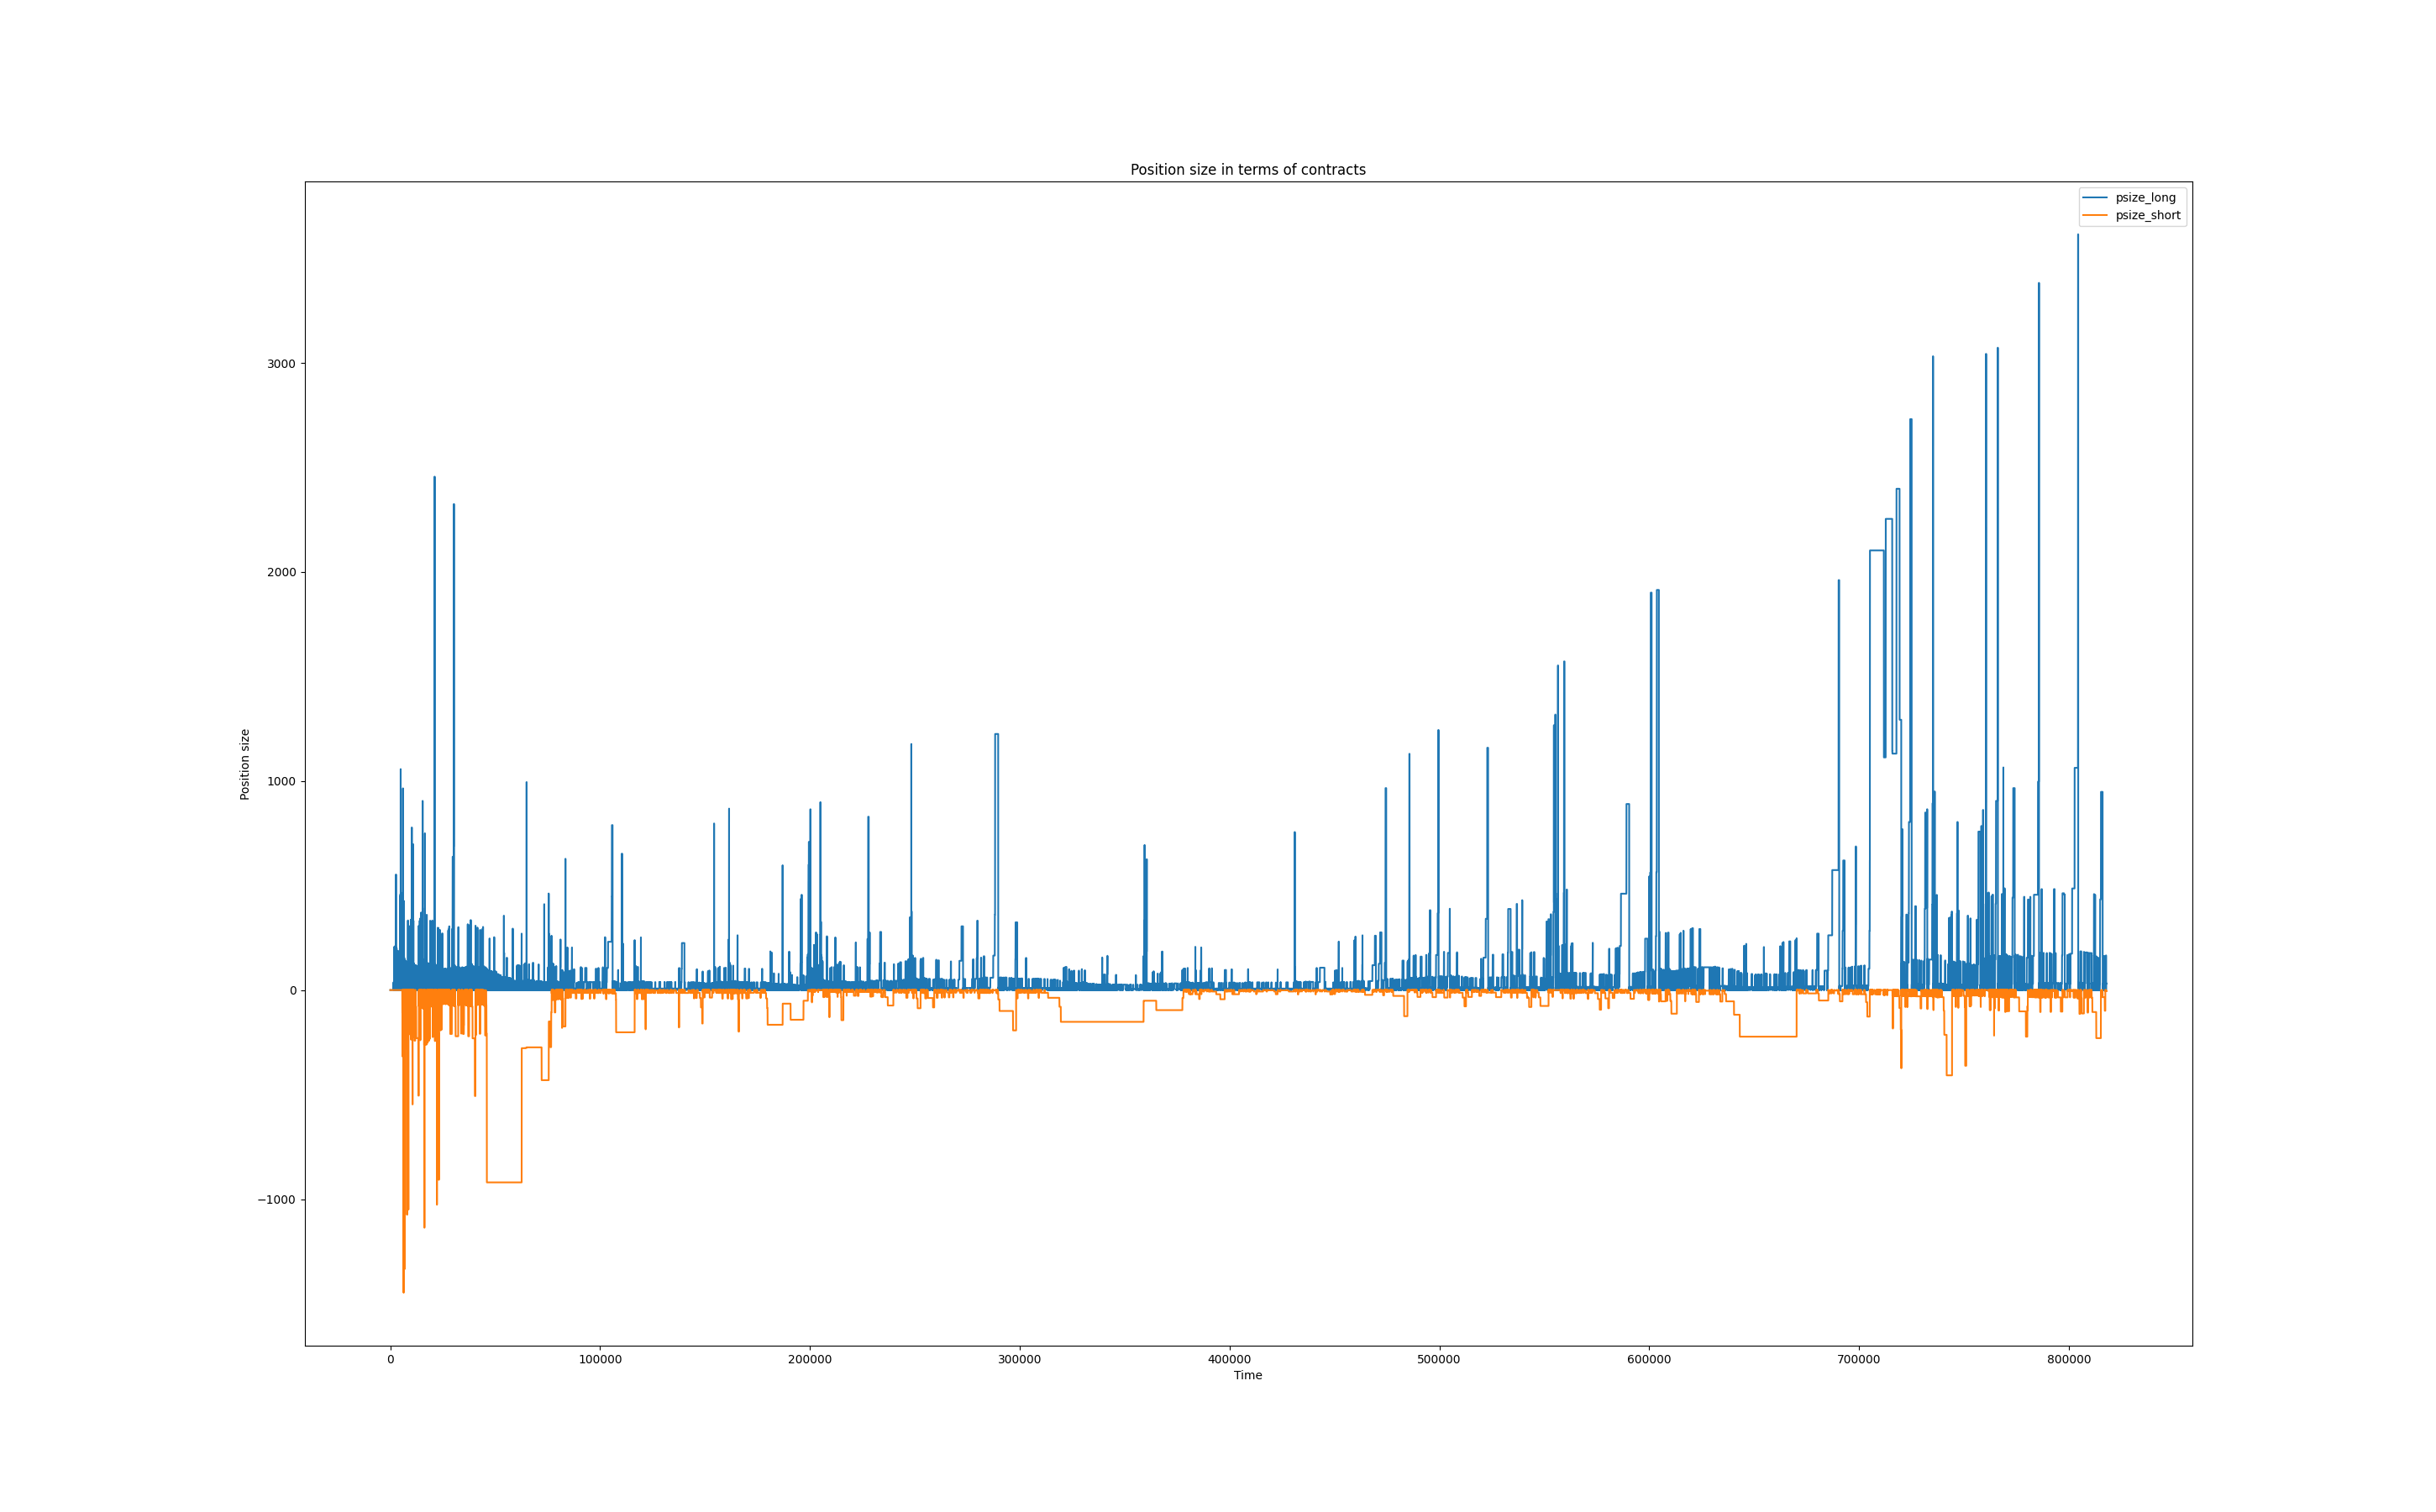 Position size in terms of contracts
psize_long
psize_short
3000
2000
1000
0
−1000
Position size
0
100000
200000
300000
400000
500000
600000
700000
800000
Time